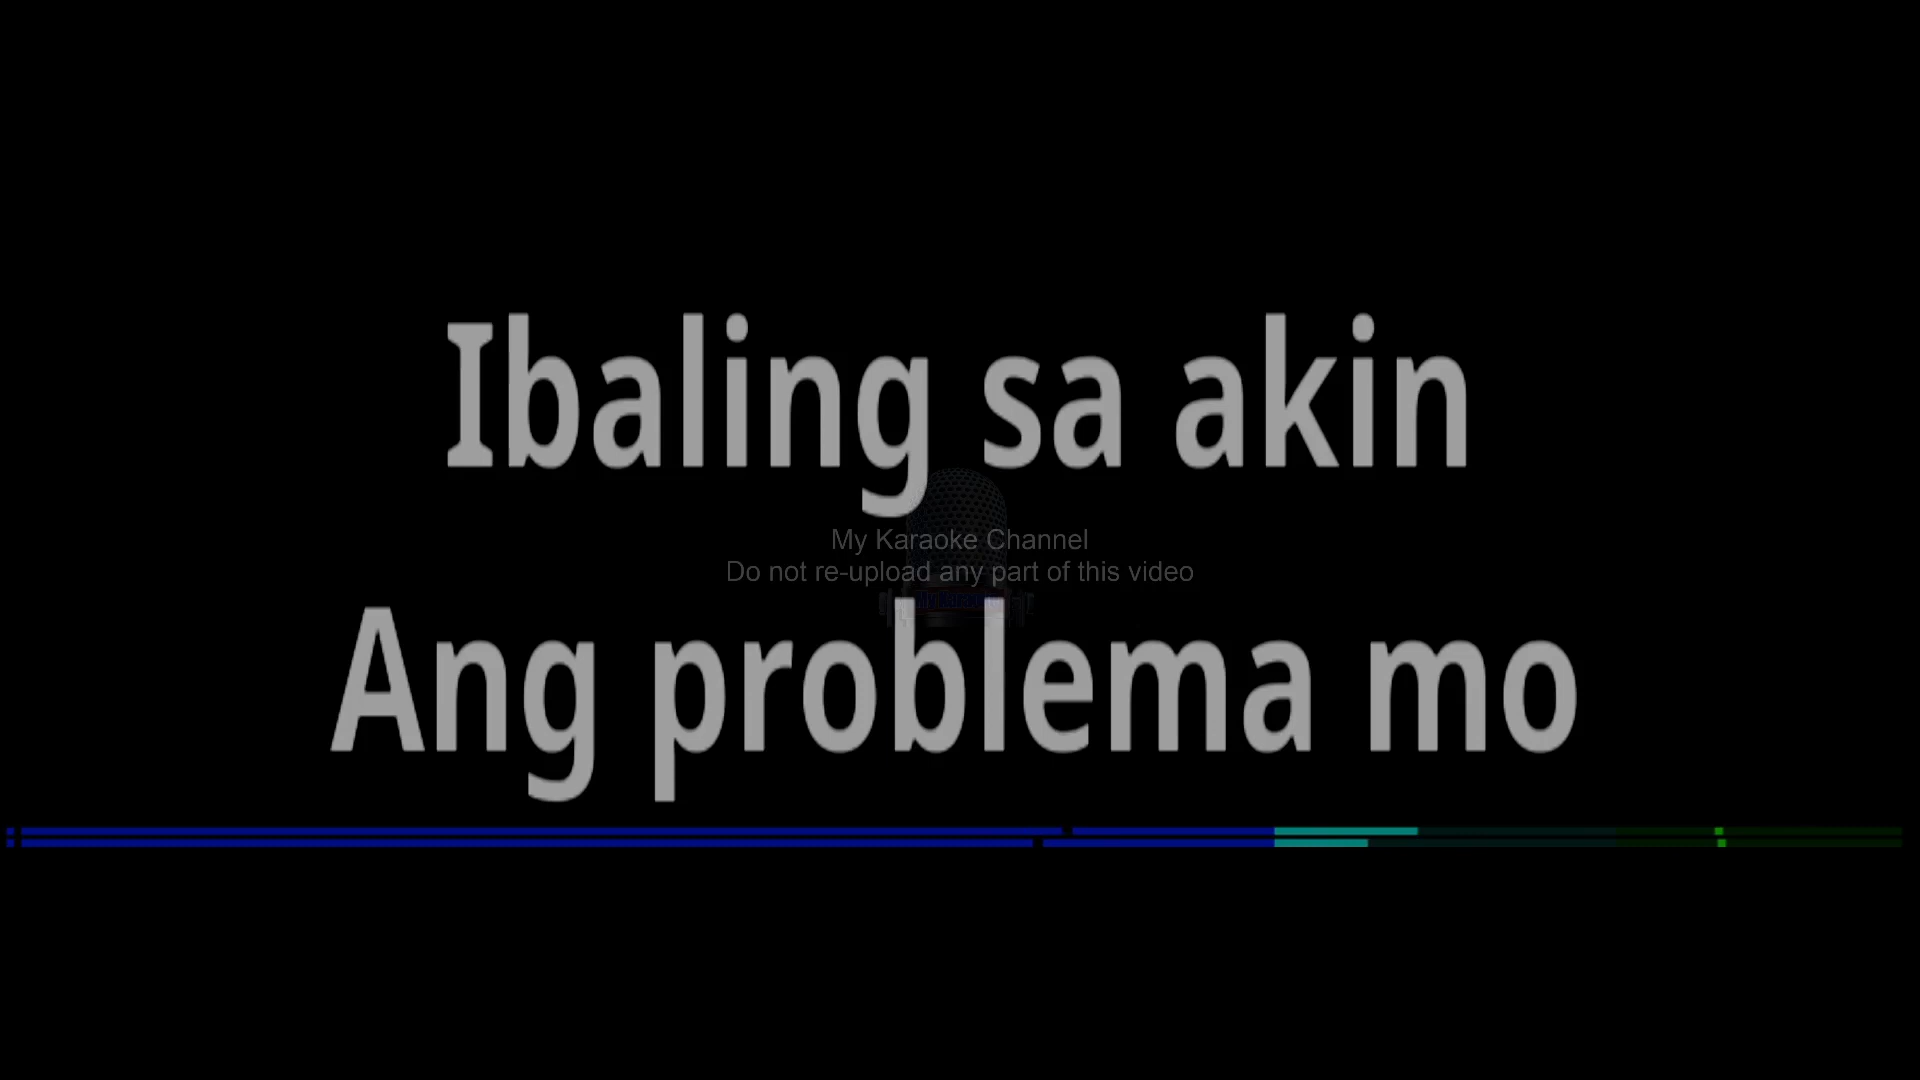 Ibaling sa akin
My Karaoke Channel
Do not re-upload any part of this video
Ang problema mo